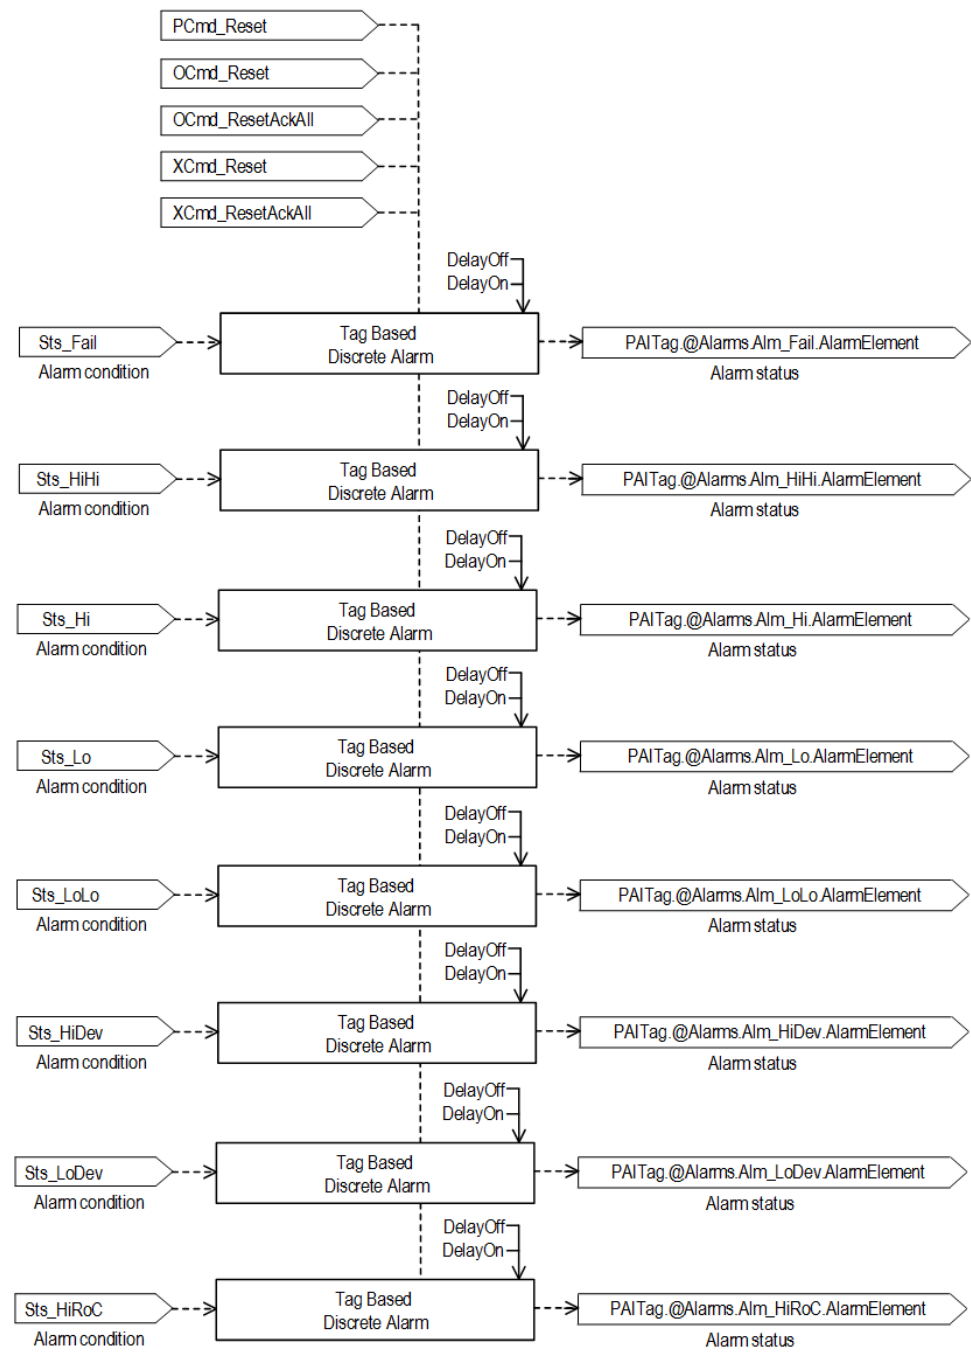 PCmd_Reset
OCmd_Reset
OCmd_ResetAckAll
XCmd_Reset
XCmd_ResetAckAll
DelayOff
DelayOn
Sts_Fail
Tag Based
Discrete Alarm
PAITag.@Alarms.Alm_Fail.AlarmElement
Alarm condition
Alarm status
DelayOff
DelayOn
Sts_HiHi
Tag Based
Discrete Alarm
PAITag.@Alarms.Alm_HiHi.AlarmElement
Alarm condition
Alarm status
DelayOff
DelayOn
Sts_Hi
Tag Based
Discrete Alarm
PAITag.@Alarms.Alm_Hi.AlarmElement
Alarm condition
Alarm status
DelayOff
DelayOn
Sts_Lo
Tag Based
Discrete Alarm
PAITag.@Alarms.Alm_Lo.AlarmElement
Alarm condition
Alarm status
DelayOff
DelayOn
Sts_LoLo
Tag Based
Discrete Alarm
PAITag.@Alarms.Alm_LoLo.AlarmElement
Alarm condition
Alarm status
DelayOff
DelayOn
Sts_HiDev
Tag Based
Discrete Alarm
PAITag.@Alarms.Alm_HiDev.AlarmElement
Alarm condition
Alarm status
DelayOff
DelayOn
Sts_LoDev
Tag Based
Discrete Alarm
PAITag.@Alarms.Alm_LoDev.AlarmElement
Alarm condition
Alarm status
DelayOff
DelayOn
Sts_HiRoC
Tag Based
Discrete Alarm
PAITag.@Alarms.Alm_HiRoC.AlarmElement
Alarm condition
Alarm status